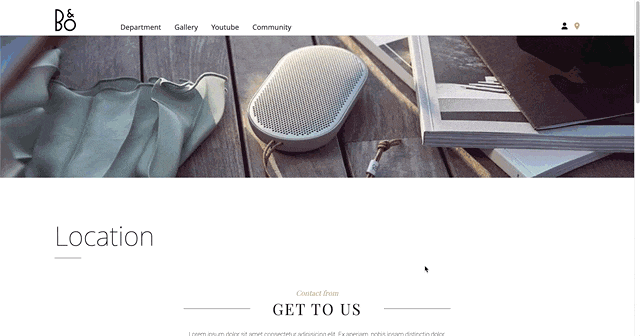 B&O
Department Gallery Youtube Community
Location
Contact from
GET TO US
Lorem ipsum dolor sit amet consectetur adipisicing elit. Ex aperiam, nobis ipsam distinctio dolor